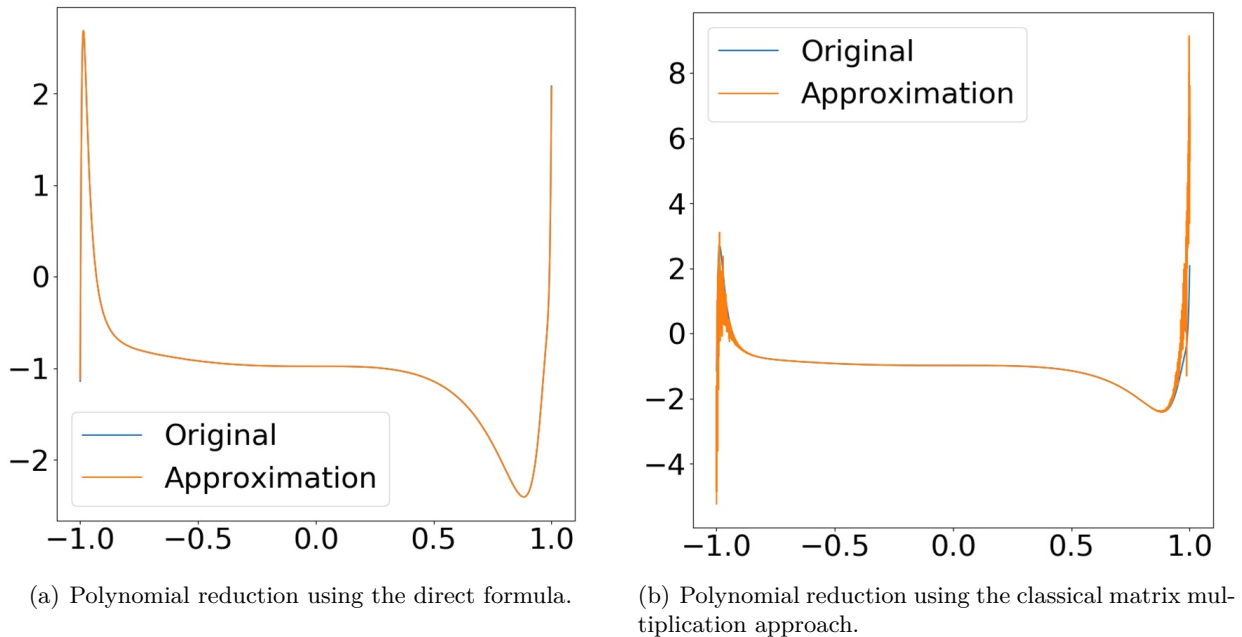 2
1
0
−1
−2
Original
Approximation
−1.0 −0.5 0.0 0.5 1.0
(a) Polynomial reduction using the direct formula.
Original
Approximation
8
6
4
2
0
−2
−4
−1.0 −0.5 0.0 0.5 1.0
(b) Polynomial reduction using the classical matrix mul-
tiplication approach.